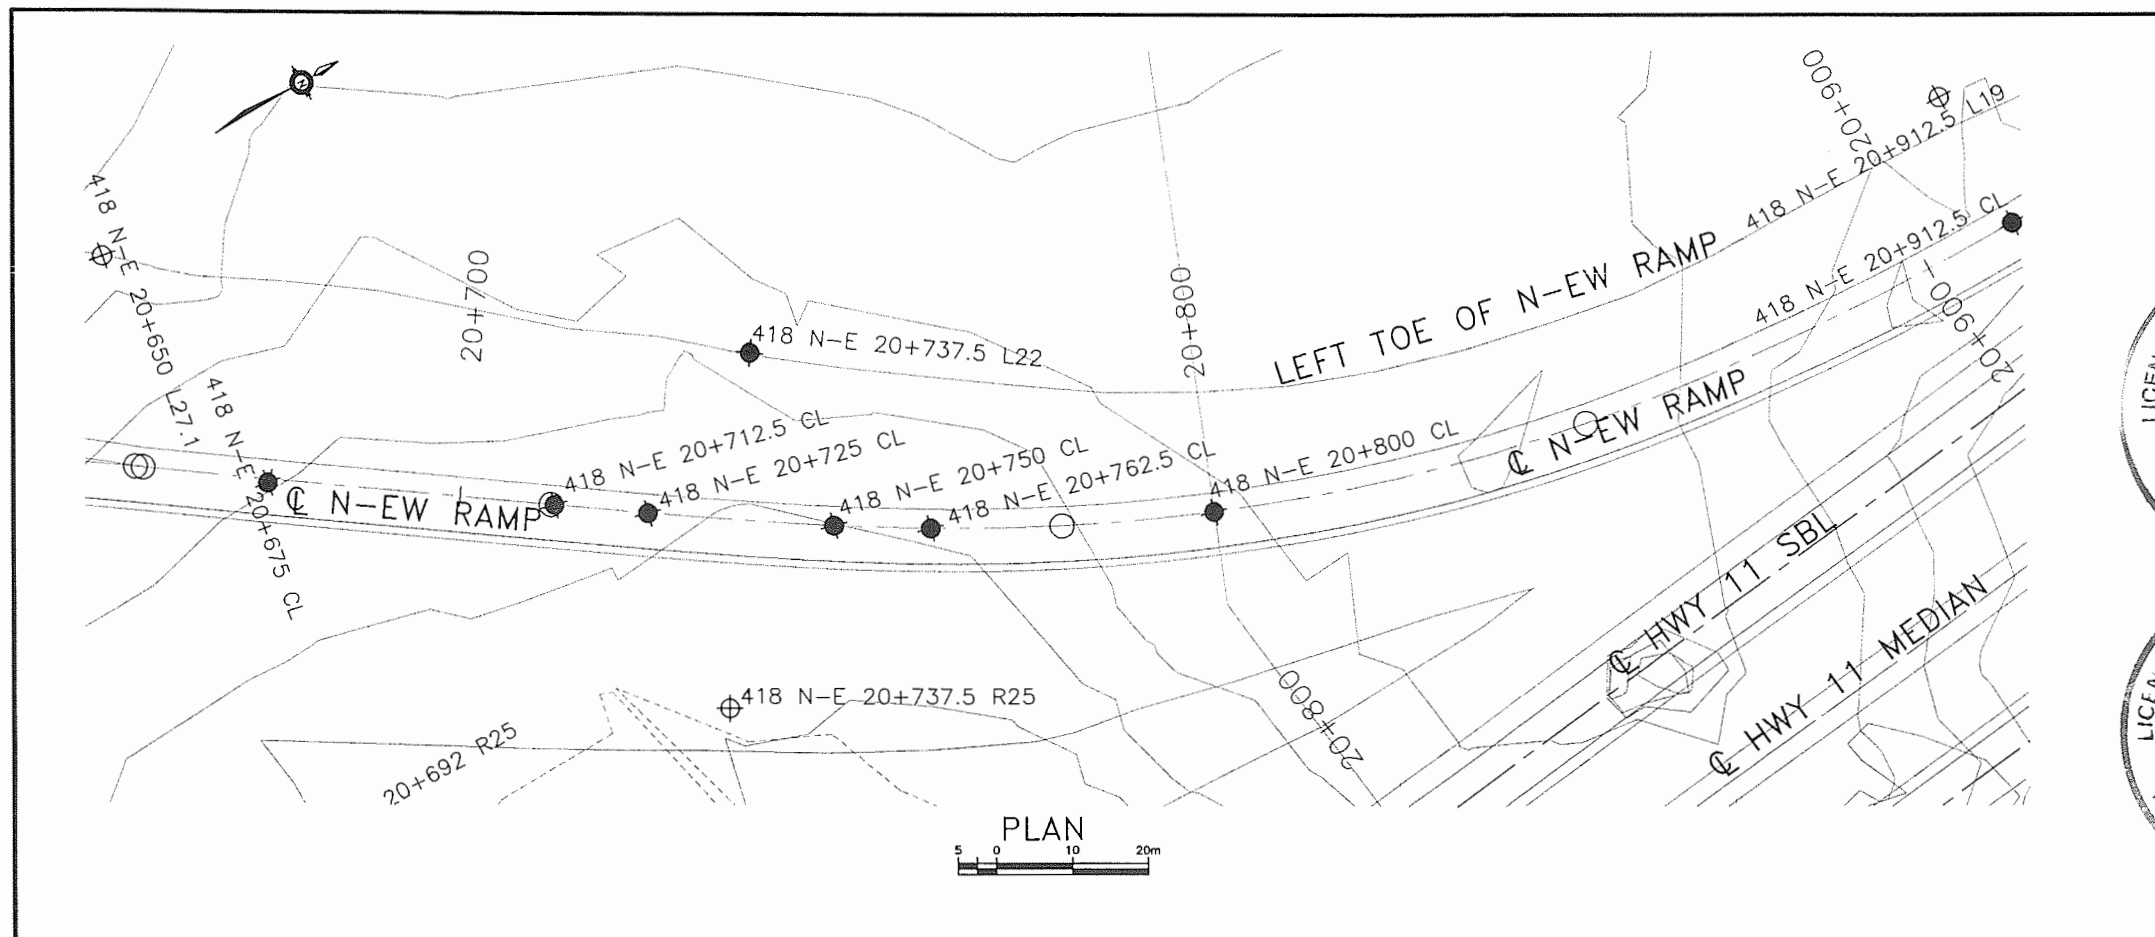 N
20+900
418 N-E 20+912.5 L19
418 N-E 20+650 L27.1
418 N-E 20+912.5 CL
20+700
20+800
LEFT TOE OF N-EW RAMP
20+900
418 N-E 20+737.5 L22
418 N-E 20+675 CL
℄ N-EW RAMP
418 N-E 20+712.5 CL
418 N-E 20+725 CL
418 N-E 20+750 CL
418 N-E 20+762.5 CL
418 N-E 20+800 CL
℄ N-EW RAMP
℄ HWY 11 SBL
℄ HWY 11 MEDIAN
418 N-E 20+737.5 R25
20+692 R25
20+800
PLAN
5 0 10 20m
LICEN